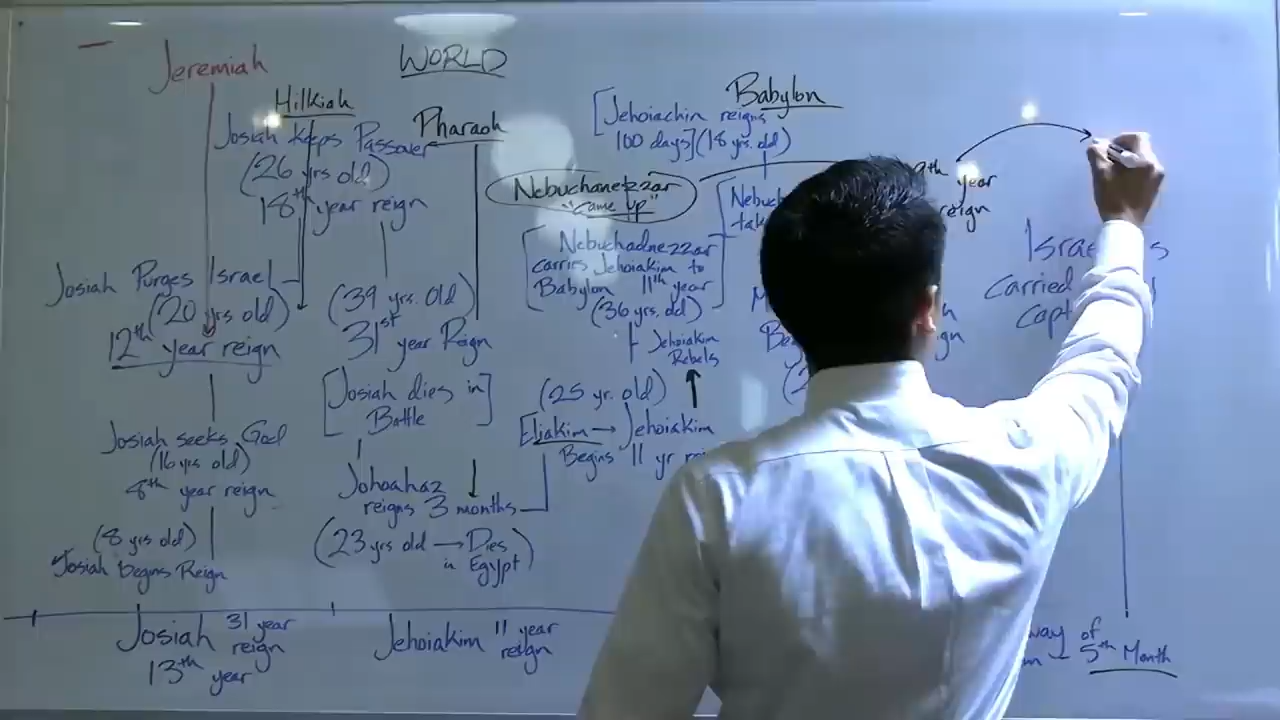 Jeremiah
WORLD
Hilkiah
Josiah keeps Passover
(26 yrs old)
18th year reign
Pharaoh
Babylon
[Jehoiachin reigns
100 days] (18 yrs. old)
Nebuchanezzar
"came up"
year
reign
Nebuchadnezzar
carries Jehoiakim to
Babylon 11th year
(36 yrs. old)
Jehoiakim
Rebels
Josiah Purges Israel
(20 yrs old)
12th year reign
(39 yrs. old)
31st year Reign
[Josiah dies in]
Battle
(25 yr. old)
Eliakim → Jehoiakim
Begins 11 yr
Josiah seeks God
(16 yrs old)
8th year reign
Johoahaz
reigns 3 months
(23 yrs old → Dies
in Egypt)
(8 yrs old)
Josiah begins Reign
Carried
Josiah 31 year
reign
13th year
Jehoiakim 11 year
reign
of
5th Month